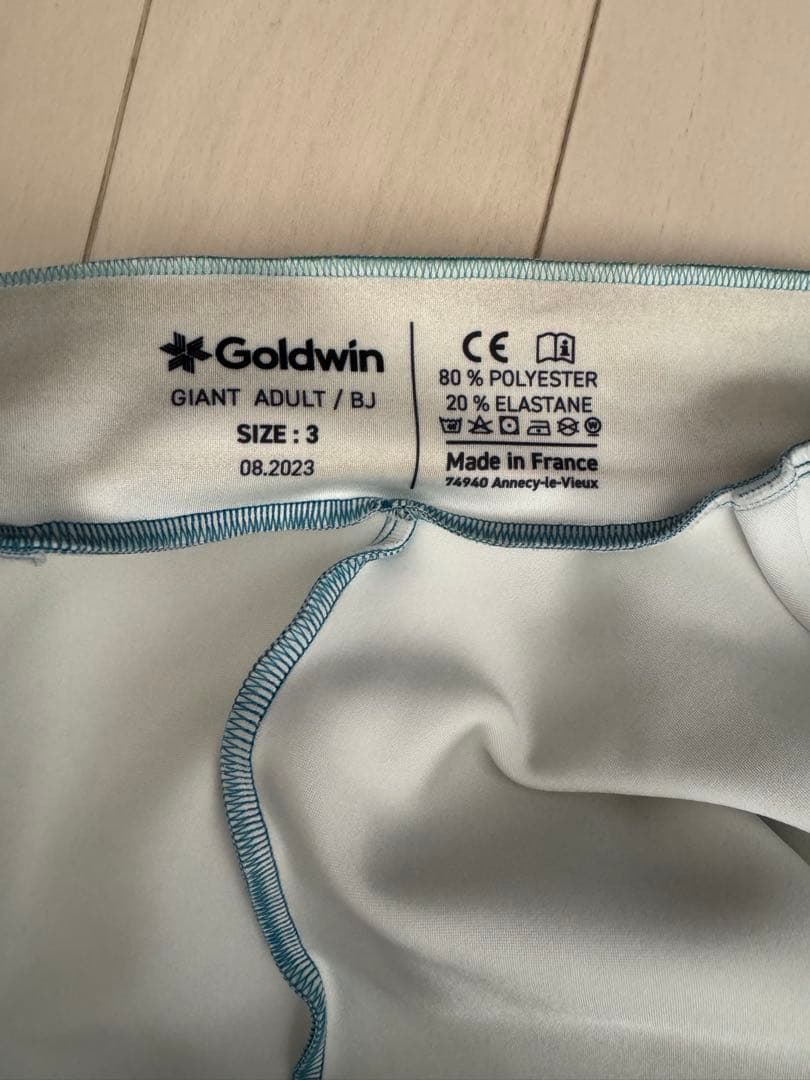 Goldwin
GIANT ADULT / BJ
SIZE : 3
08.2023
CE
80 % POLYESTER
20 % ELASTANE
Made in France
74940 Annecy-le-Vieux